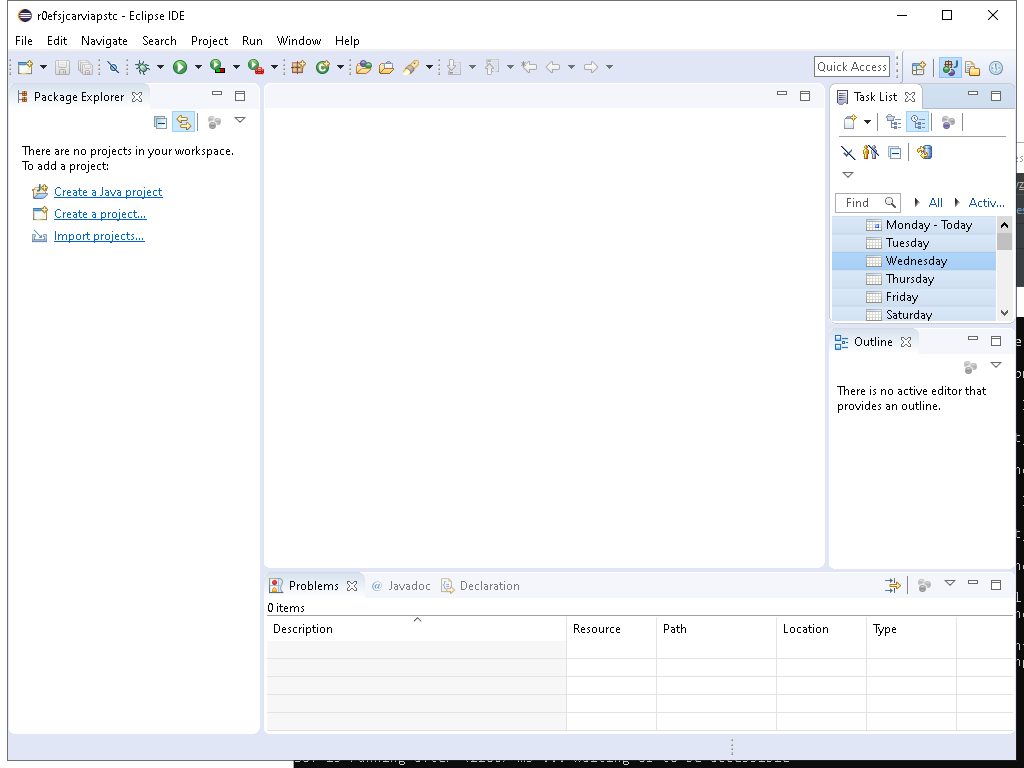 r0efsjcarviapstc - Eclipse IDE
File Edit Navigate Search Project Run Window Help
Quick Access
Package Explorer
There are no projects in your workspace.
To add a project:
Create a Java project
Create a project...
Import projects...
Task List
Find All Activ...
Monday - Today
Tuesday
Wednesday
Thursday
Friday
Saturday
Outline
There is no active editor that
provides an outline.
Problems @ Javadoc Declaration
0 items
Description Resource Path Location Type